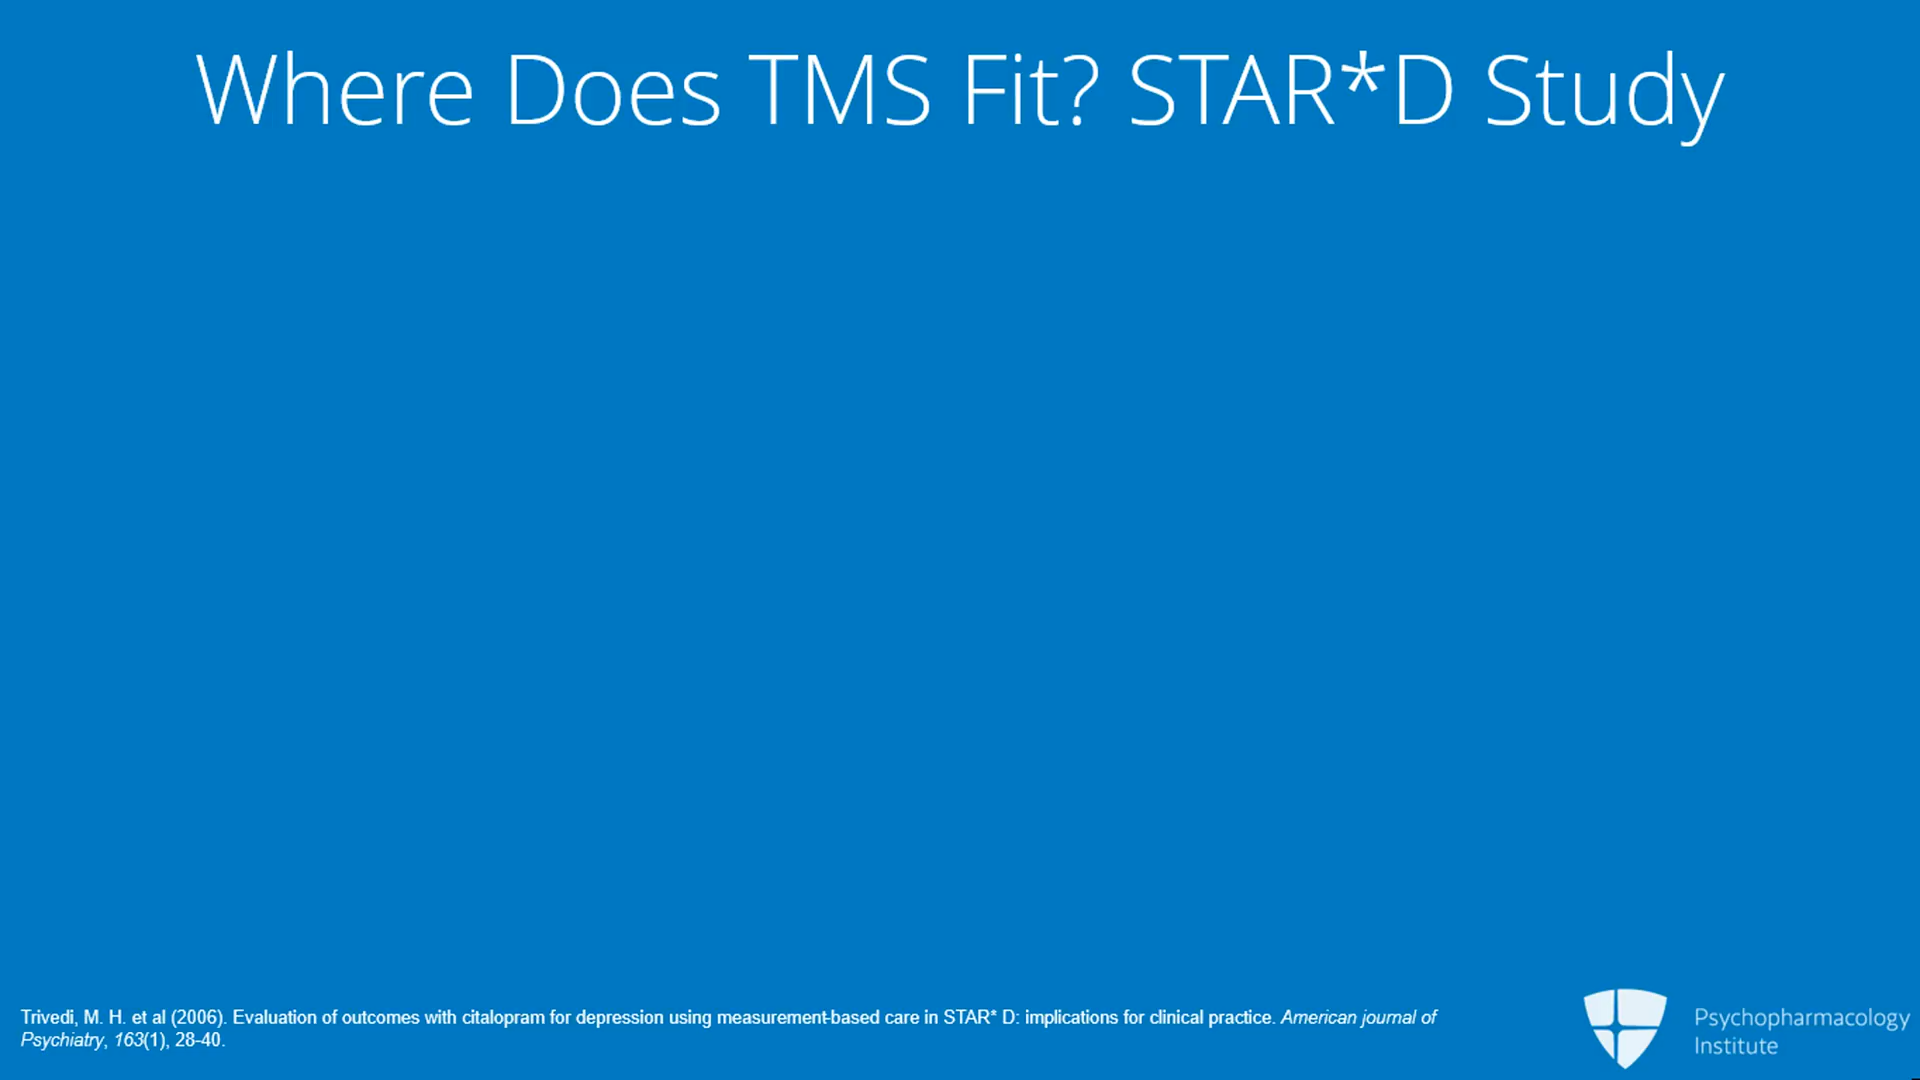 Where Does TMS Fit? STAR*D Study
Trivedi, M. H. et al (2006). Evaluation of outcomes with citalopram for depression using measurement-based care in STAR* D: implications for clinical practice. American journal of
Psychiatry, 163(1), 28-40.
Psychopharmacology
Institute